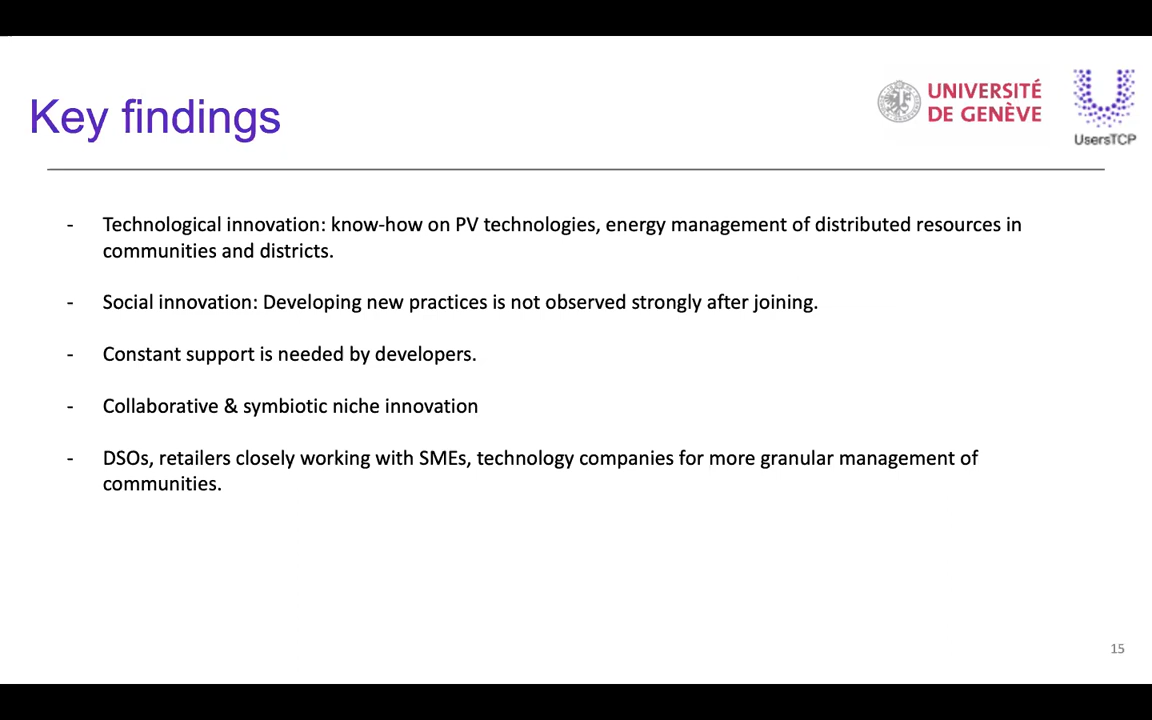 Key findings
UNIVERSITÉ
DE GENÈVE
UsersTCP
- Technological innovation: know-how on PV technologies, energy management of distributed resources in
communities and districts.
- Social innovation: Developing new practices is not observed strongly after joining.
- Constant support is needed by developers.
- Collaborative & symbiotic niche innovation
- DSOs, retailers closely working with SMEs, technology companies for more granular management of
communities.
15